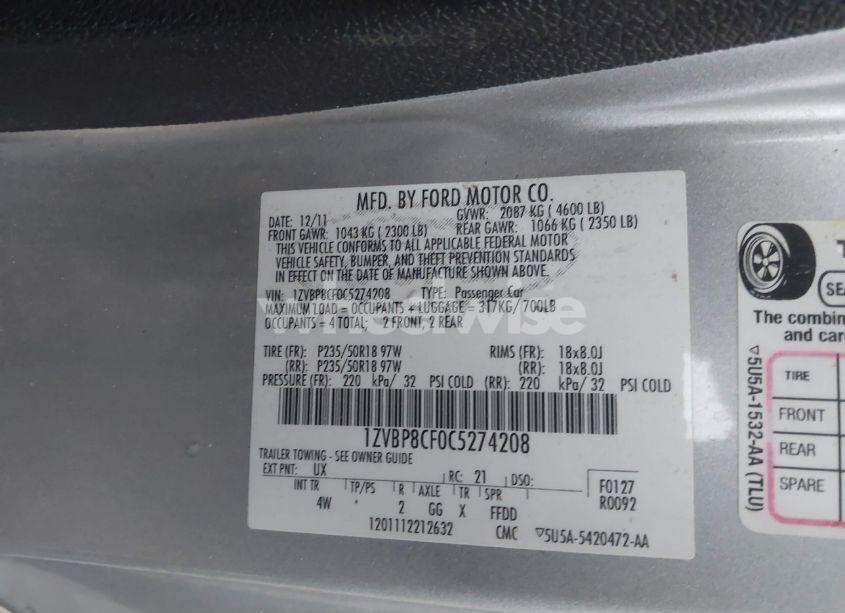 MFD. BY FORD MOTOR CO.
DATE: 12/11 GVWR: 2087 KG ( 4600 LB)
FRONT GAWR: 1043 KG ( 2300 LB) REAR GAWR: 1066 KG ( 2350 LB)
THIS VEHICLE CONFORMS TO ALL APPLICABLE FEDERAL MOTOR
VEHICLE SAFETY, BUMPER, AND THEFT PREVENTION STANDARDS
IN EFFECT ON THE DATE OF MANUFACTURE SHOWN ABOVE.
VIN: 1ZVBP8CF0C5274208 TYPE: Passenger Car
MAXIMUM LOAD = OCCUPANTS + LUGGAGE = 317KG/ 700LB
OCCUPANTS = 4 TOTAL; 2 FRONT, 2 REAR
TIRE (FR): P235/50R18 97W RIMS (FR): 18x8.0J
(RR): P235/50R18 97W (RR): 18x8.0J
PRESSURE (FR): 220 kPa/ 32 PSI COLD (RR): 220 kPa/ 32 PSI COLD
1ZVBP8CF0C5274208
TRAILER TOWING - SEE OWNER GUIDE
EXT PNT: UX RC: 21 DSO: F0127
INT TR TP/PS R AXLE TR SPR R0092
4W * 2 GG X FFDD
1201112212632 CMC ▽5U5A-5420472-AA
T
SEA
The combin
and car
TIRE
FRONT
REAR
SPARE
▽5U5A-1532-AA (TLU)
wheelwise